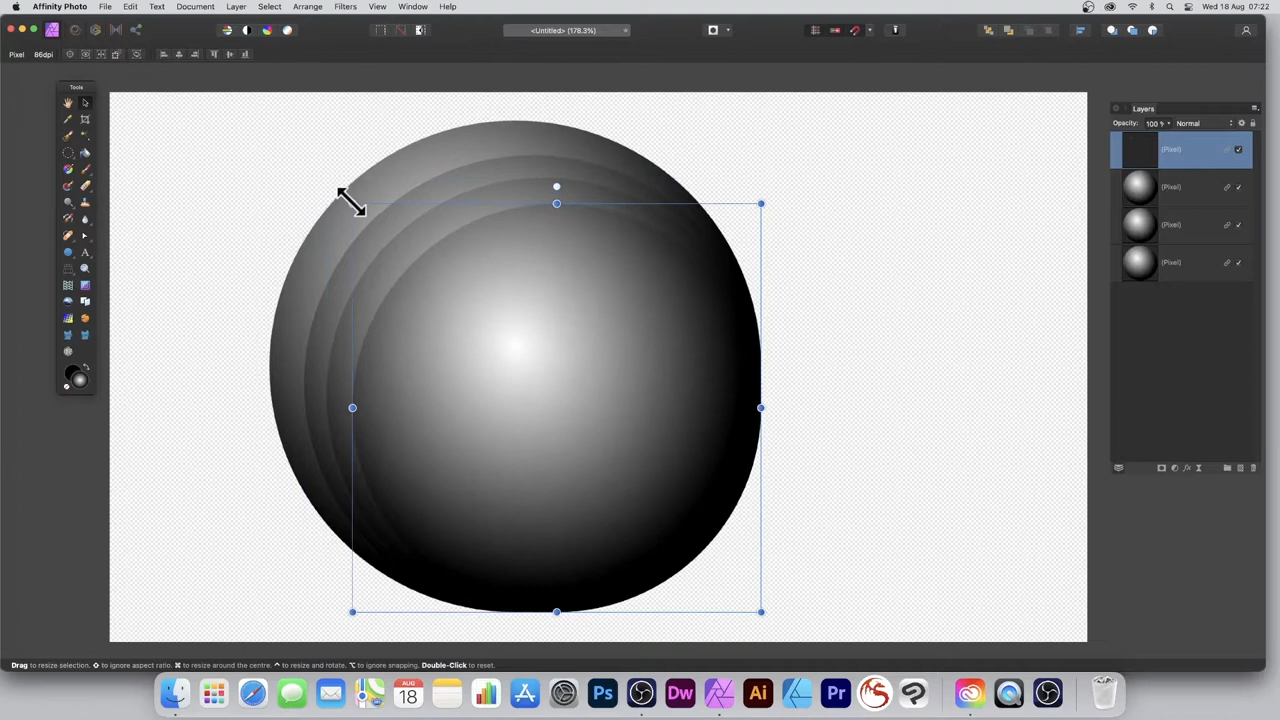 Affinity Photo File Edit Text Document Layer Select Arrange Filters View Window Help
Wed 18 Aug 07:22
<Untitled> (178.3%)
Pixel 86dpi
Tools
Layers
Opacity: 100 % Normal
(Pixel)
(Pixel)
(Pixel)
(Pixel)
A
Drag to resize selection. ⇧ to ignore aspect ratio. ⌘ to resize around the centre. ^ to resize and rotate. ⌥ to ignore snapping. Double-Click to reset.
AUG
18
Ps
Dw
Ai
Pr